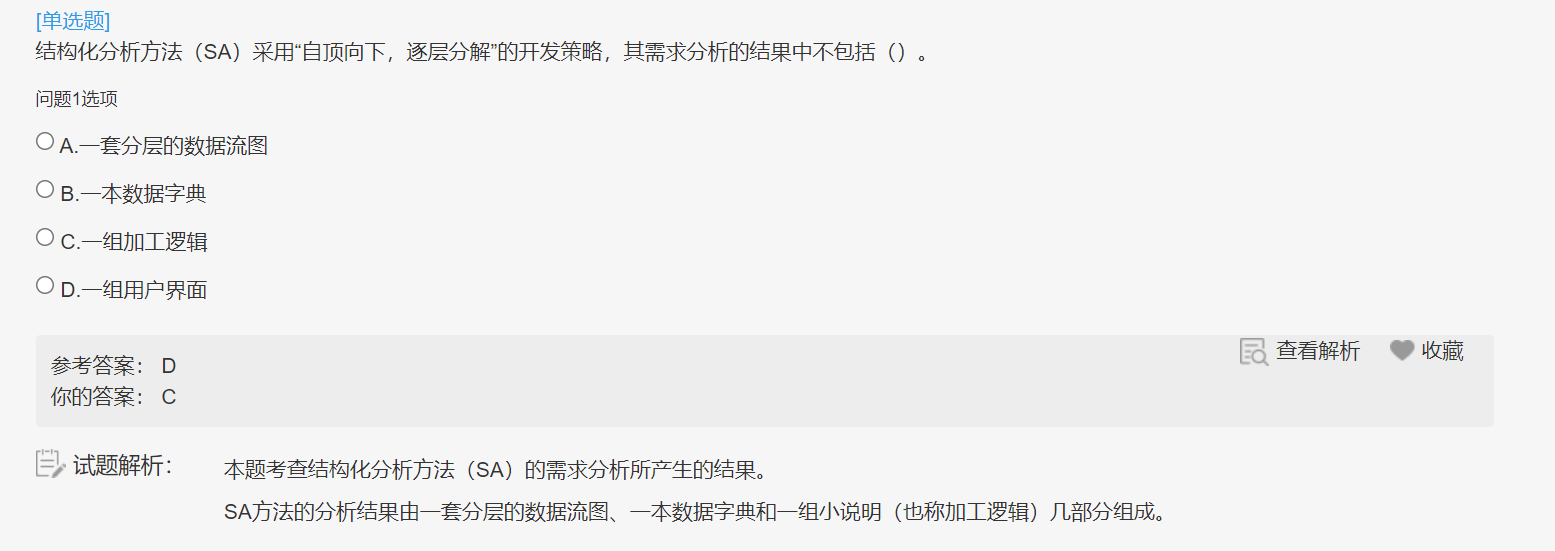 [单选题]
结构化分析方法（SA）采用“自顶向下，逐层分解”的开发策略，其需求分析的结果中不包括（）。
问题1选项
A.一套分层的数据流图
B.一本数据字典
C.一组加工逻辑
D.一组用户界面
查看解析 收藏
参考答案： D
你的答案： C
试题解析： 本题考查结构化分析方法（SA）的需求分析所产生的结果。
SA方法的分析结果由一套分层的数据流图、一本数据字典和一组小说明（也称加工逻辑）几部分组成。